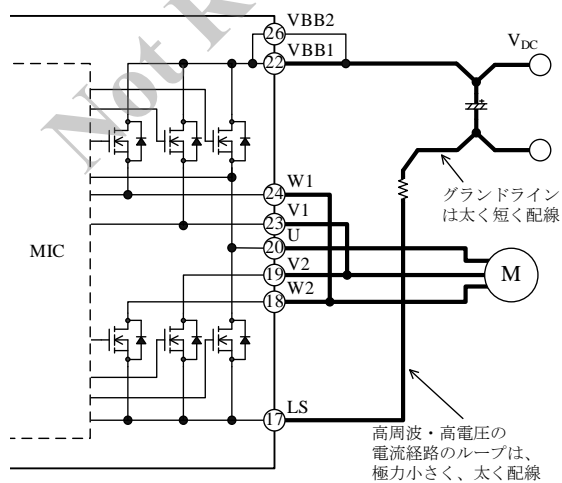 Not R
VBB2
26
VBB1
22
VDC
W1
24
グランドライン
は太く短く配線
V1
23
MIC
U
20
V2
19
M
W2
18
LS
17
高周波・高電圧の
電流経路のループは、
極力小さく、太く配線